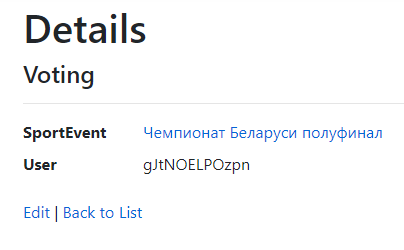 Details
Voting
SportEvent Чемпионат Беларуси полуфинал
User gJtNOELPOzpn
Edit | Back to List